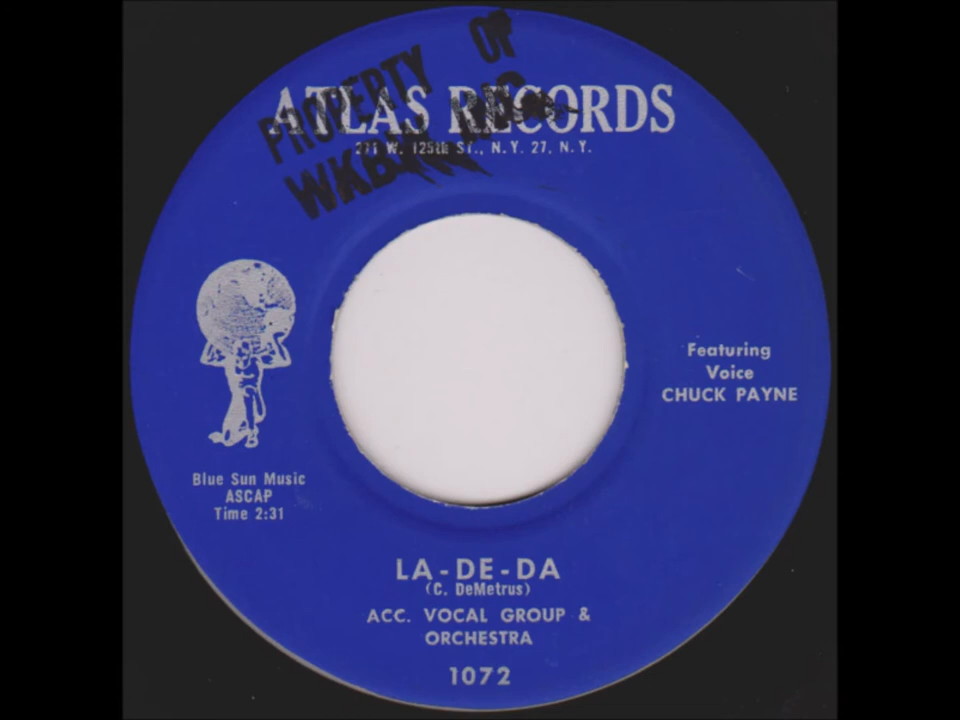 PROPERTY OF
ATLAS RECORDS
271 W. 125th ST., N.Y. 27, N.Y.
Featuring
Voice
CHUCK PAYNE
Blue Sun Music
ASCAP
Time 2:31
LA-DE-DA
(C. DeMetrus)
ACC. VOCAL GROUP &
ORCHESTRA
1072